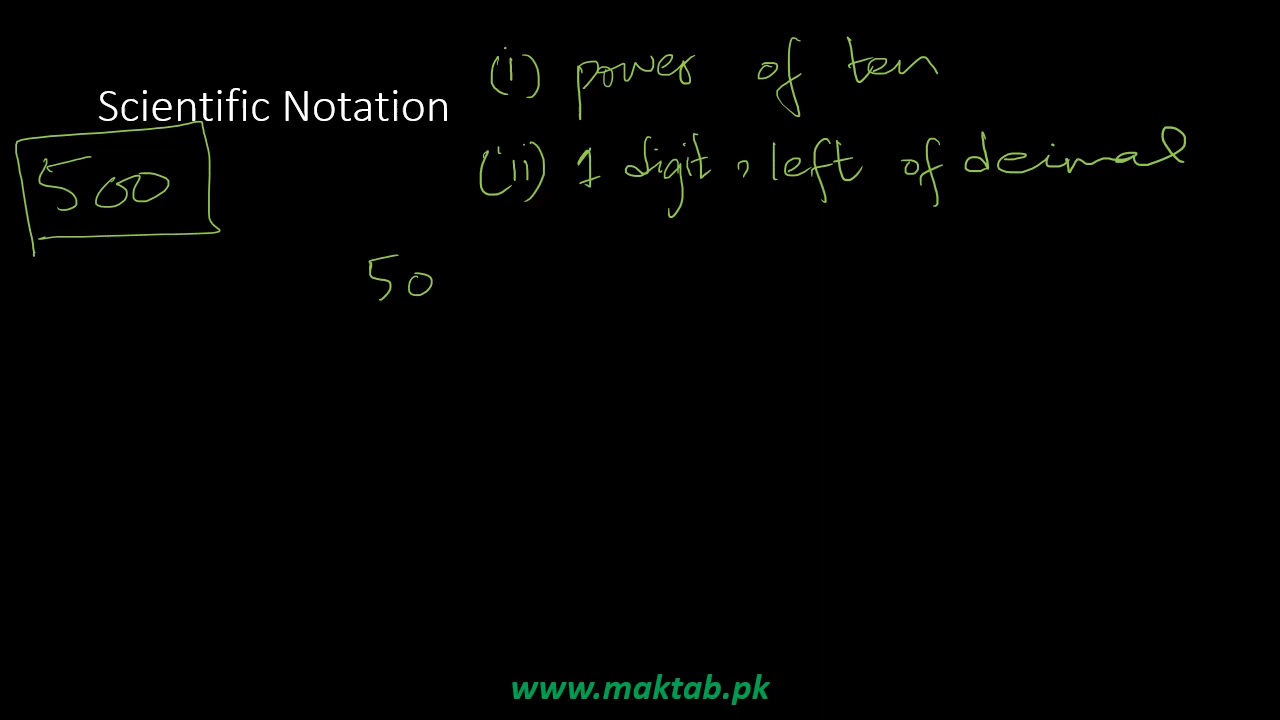 Scientific Notation
500
(i) power of ten
(ii) 1 digit, left of deimal
50
www.maktab.pk